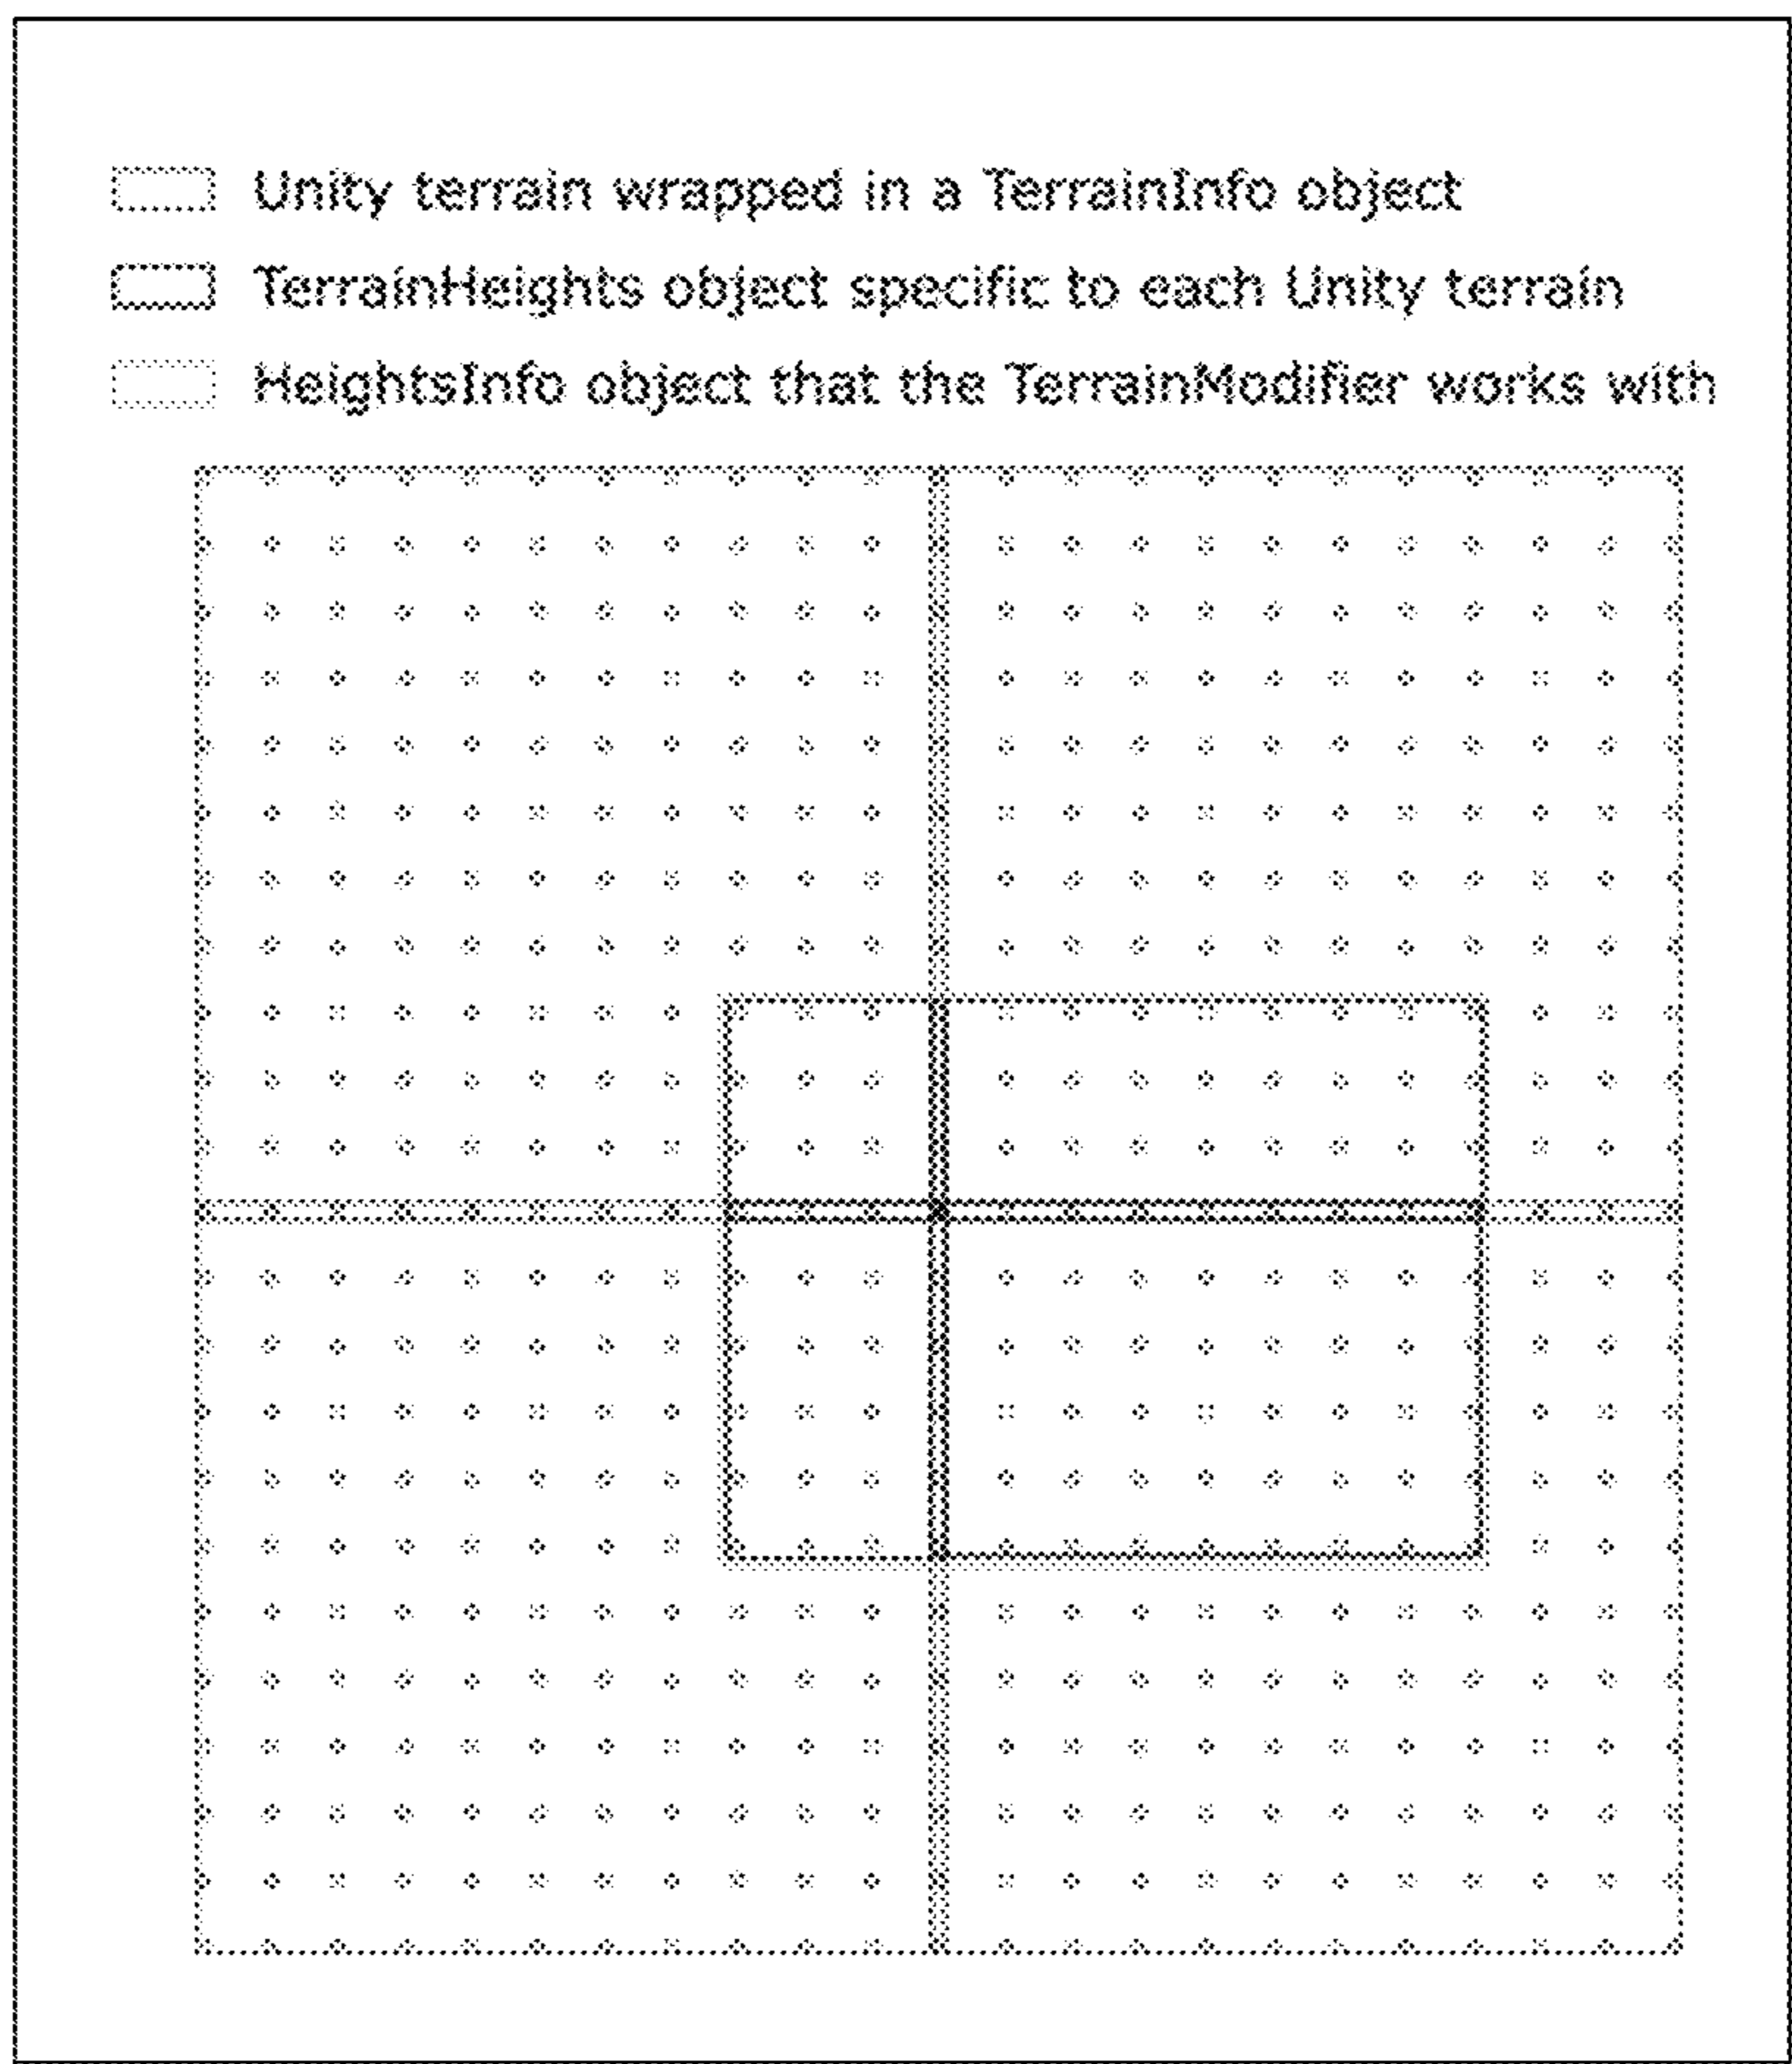 Unity terrain wrapped in a TerrainInfo object
TerrainHeights object specific to each Unity terrain
HeightsInfo object that the TerrainModifier works with